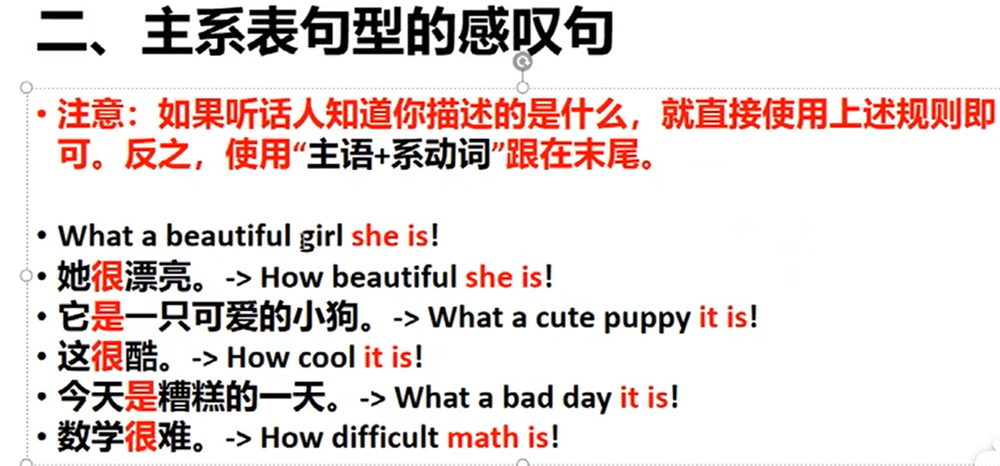 二、主系表句型的感叹句
• 注意：如果听话人知道你描述的是什么，就直接使用上述规则即
可。反之，使用“主语+系动词”跟在末尾。
• What a beautiful girl she is!
• 她很漂亮。-> How beautiful she is!
• 它是一只可爱的小狗。-> What a cute puppy it is!
• 这很酷。-> How cool it is!
• 今天是糟糕的一天。-> What a bad day it is!
• 数学很难。-> How difficult math is!